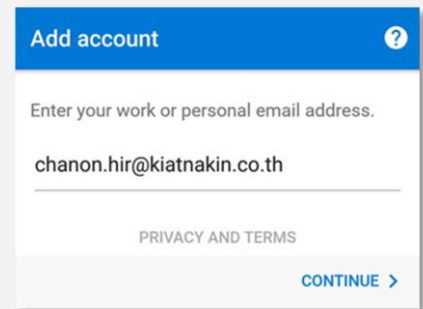 Add account
?
Enter your work or personal email address.
chanon.hir@kiatnakin.co.th
PRIVACY AND TERMS
CONTINUE >